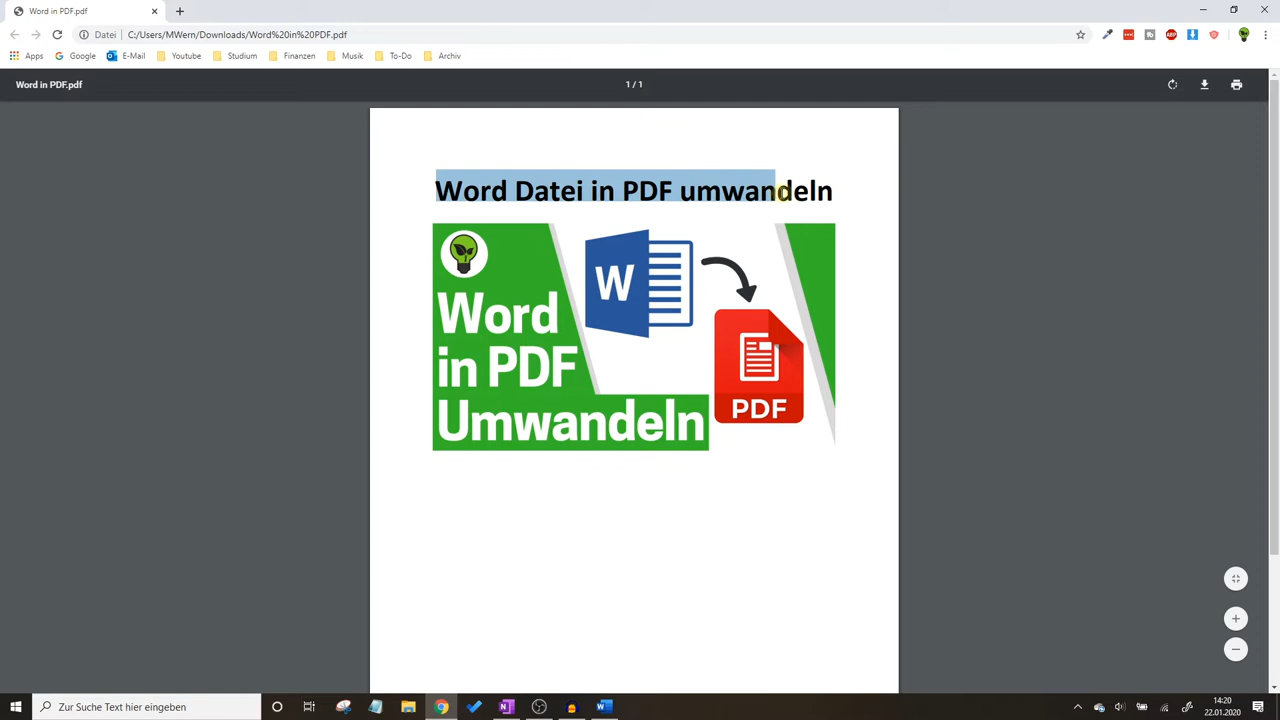 Word in PDF.pdf
Datei C:/Users/MWern/Downloads/Word%20in%20PDF.pdf
Apps Google E-Mail Youtube Studium Finanzen Musik To-Do Archiv
Word in PDF.pdf 1 / 1
Word Datei in PDF umwandeln
W
Word
in PDF
Umwandeln
PDF
Zur Suche Text hier eingeben
14:20
22.01.2020